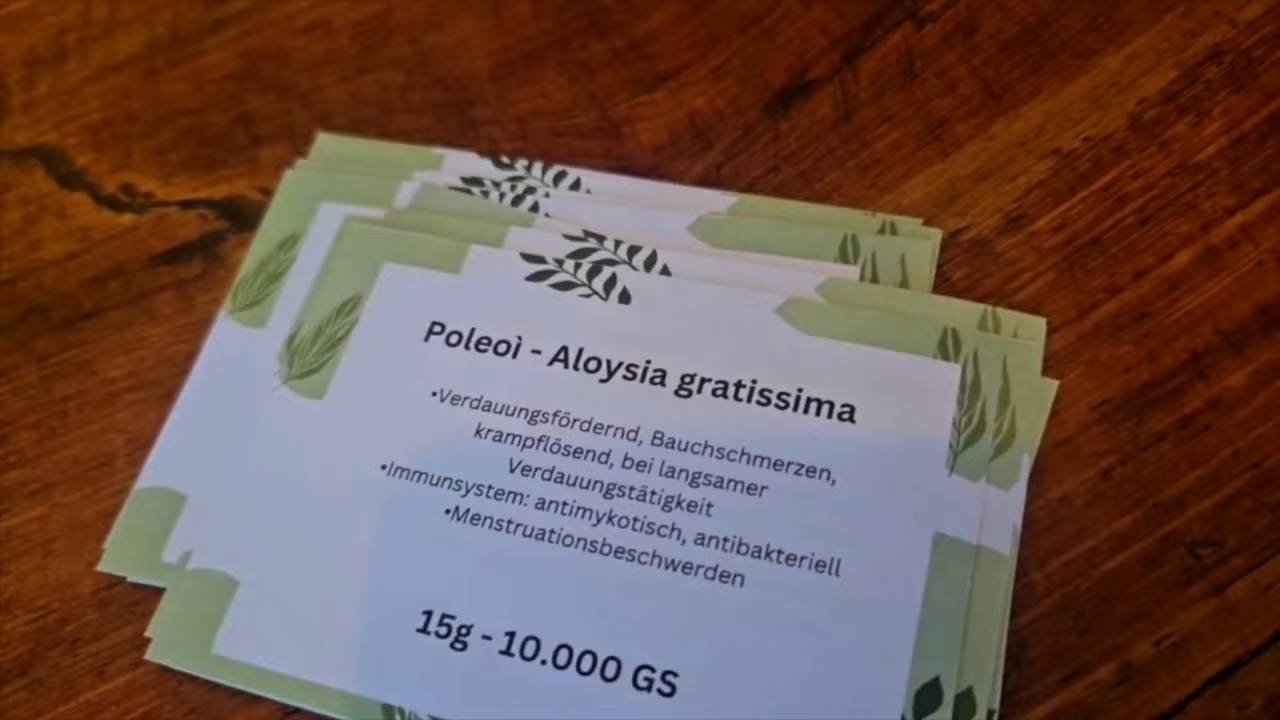 Poleoì - Aloysia gratissima
•Verdauungsfördernd, Bauchschmerzen,
krampflösend, bei langsamer
Verdauungstätigkeit
•Immunsystem: antimykotisch, antibakteriell
•Menstruationsbeschwerden
15g - 10.000 GS